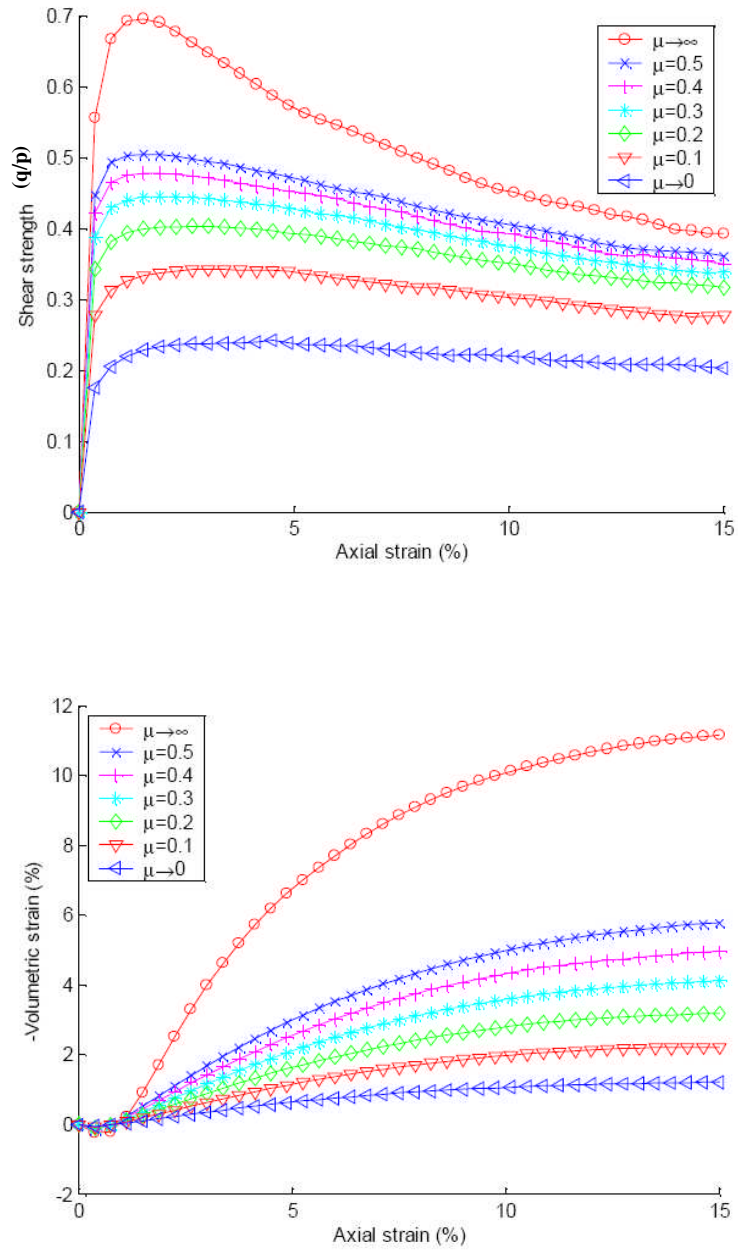 0.7
0.6
0.5
0.4
0.3
0.2
0.1
0
Shear strength (q/p)
μ→∞
μ=0.5
μ=0.4
μ=0.3
μ=0.2
μ=0.1
μ→0
0 5 10 15
Axial strain (%)
12
10
8
6
4
2
0
-2
-Volumetric strain (%)
μ→∞
μ=0.5
μ=0.4
μ=0.3
μ=0.2
μ=0.1
μ→0
0 5 10 15
Axial strain (%)